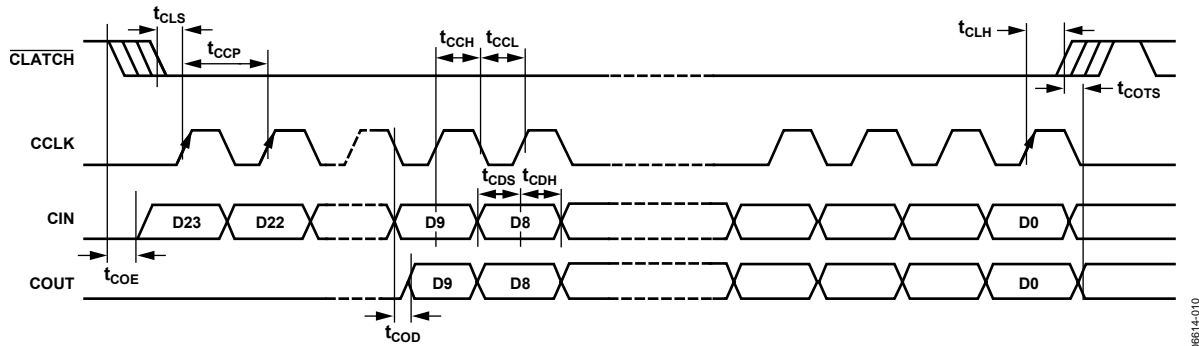 tCLS
tCCP
tCCH
tCCL
tCLH
CLATCH
tCOTS
CCLK
tCDS
tCDH
CIN
D23
D22
D9
D8
D0
tCOE
COUT
D9
D8
D0
tCOD
06614-010